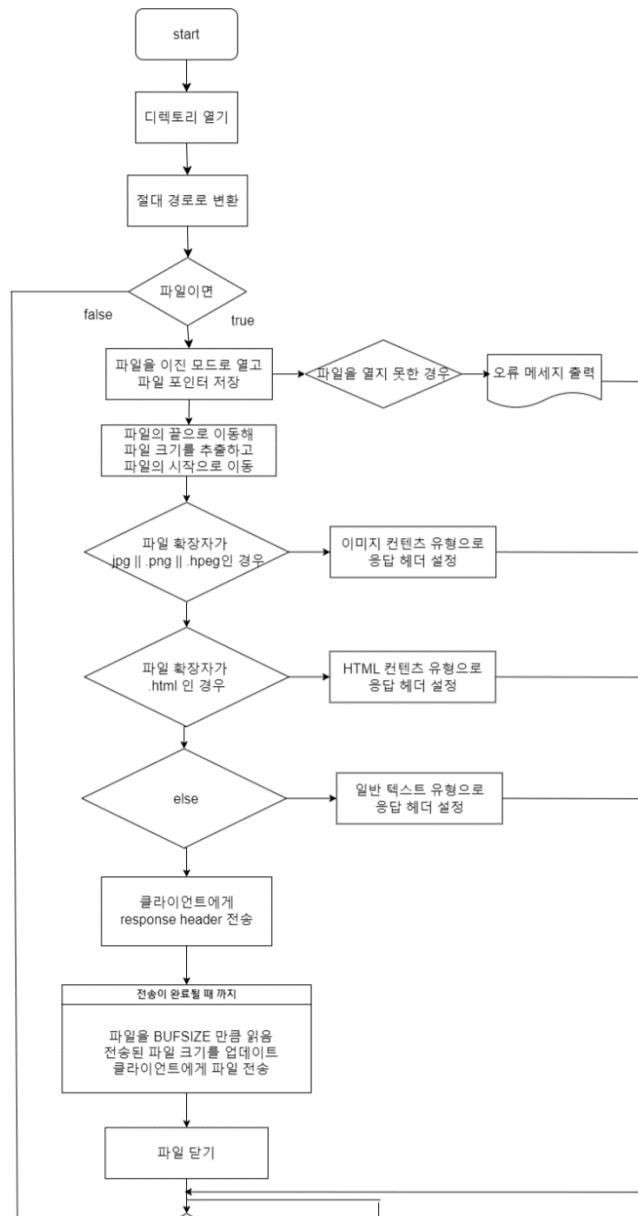 start
디렉토리 열기
절대 경로로 변환
파일이면
false
true
파일을 이진 모드로 열고
파일 포인터 저장
파일을 열지 못한 경우
오류 메세지 출력
파일의 끝으로 이동해
파일 크기를 추출하고
파일의 시작으로 이동
파일 확장자가
jpg || .png || .hpeg인 경우
이미지 컨텐츠 유형으로
응답 헤더 설정
파일 확장자가
.html 인 경우
HTML 컨텐츠 유형으로
응답 헤더 설정
else
일반 텍스트 유형으로
응답 헤더 설정
클라이언트에게
response header 전송
전송이 완료될 때 까지
파일을 BUFSIZE 만큼 읽음
전송된 파일 크기를 업데이트
클라이언트에게 파일 전송
파일 닫기